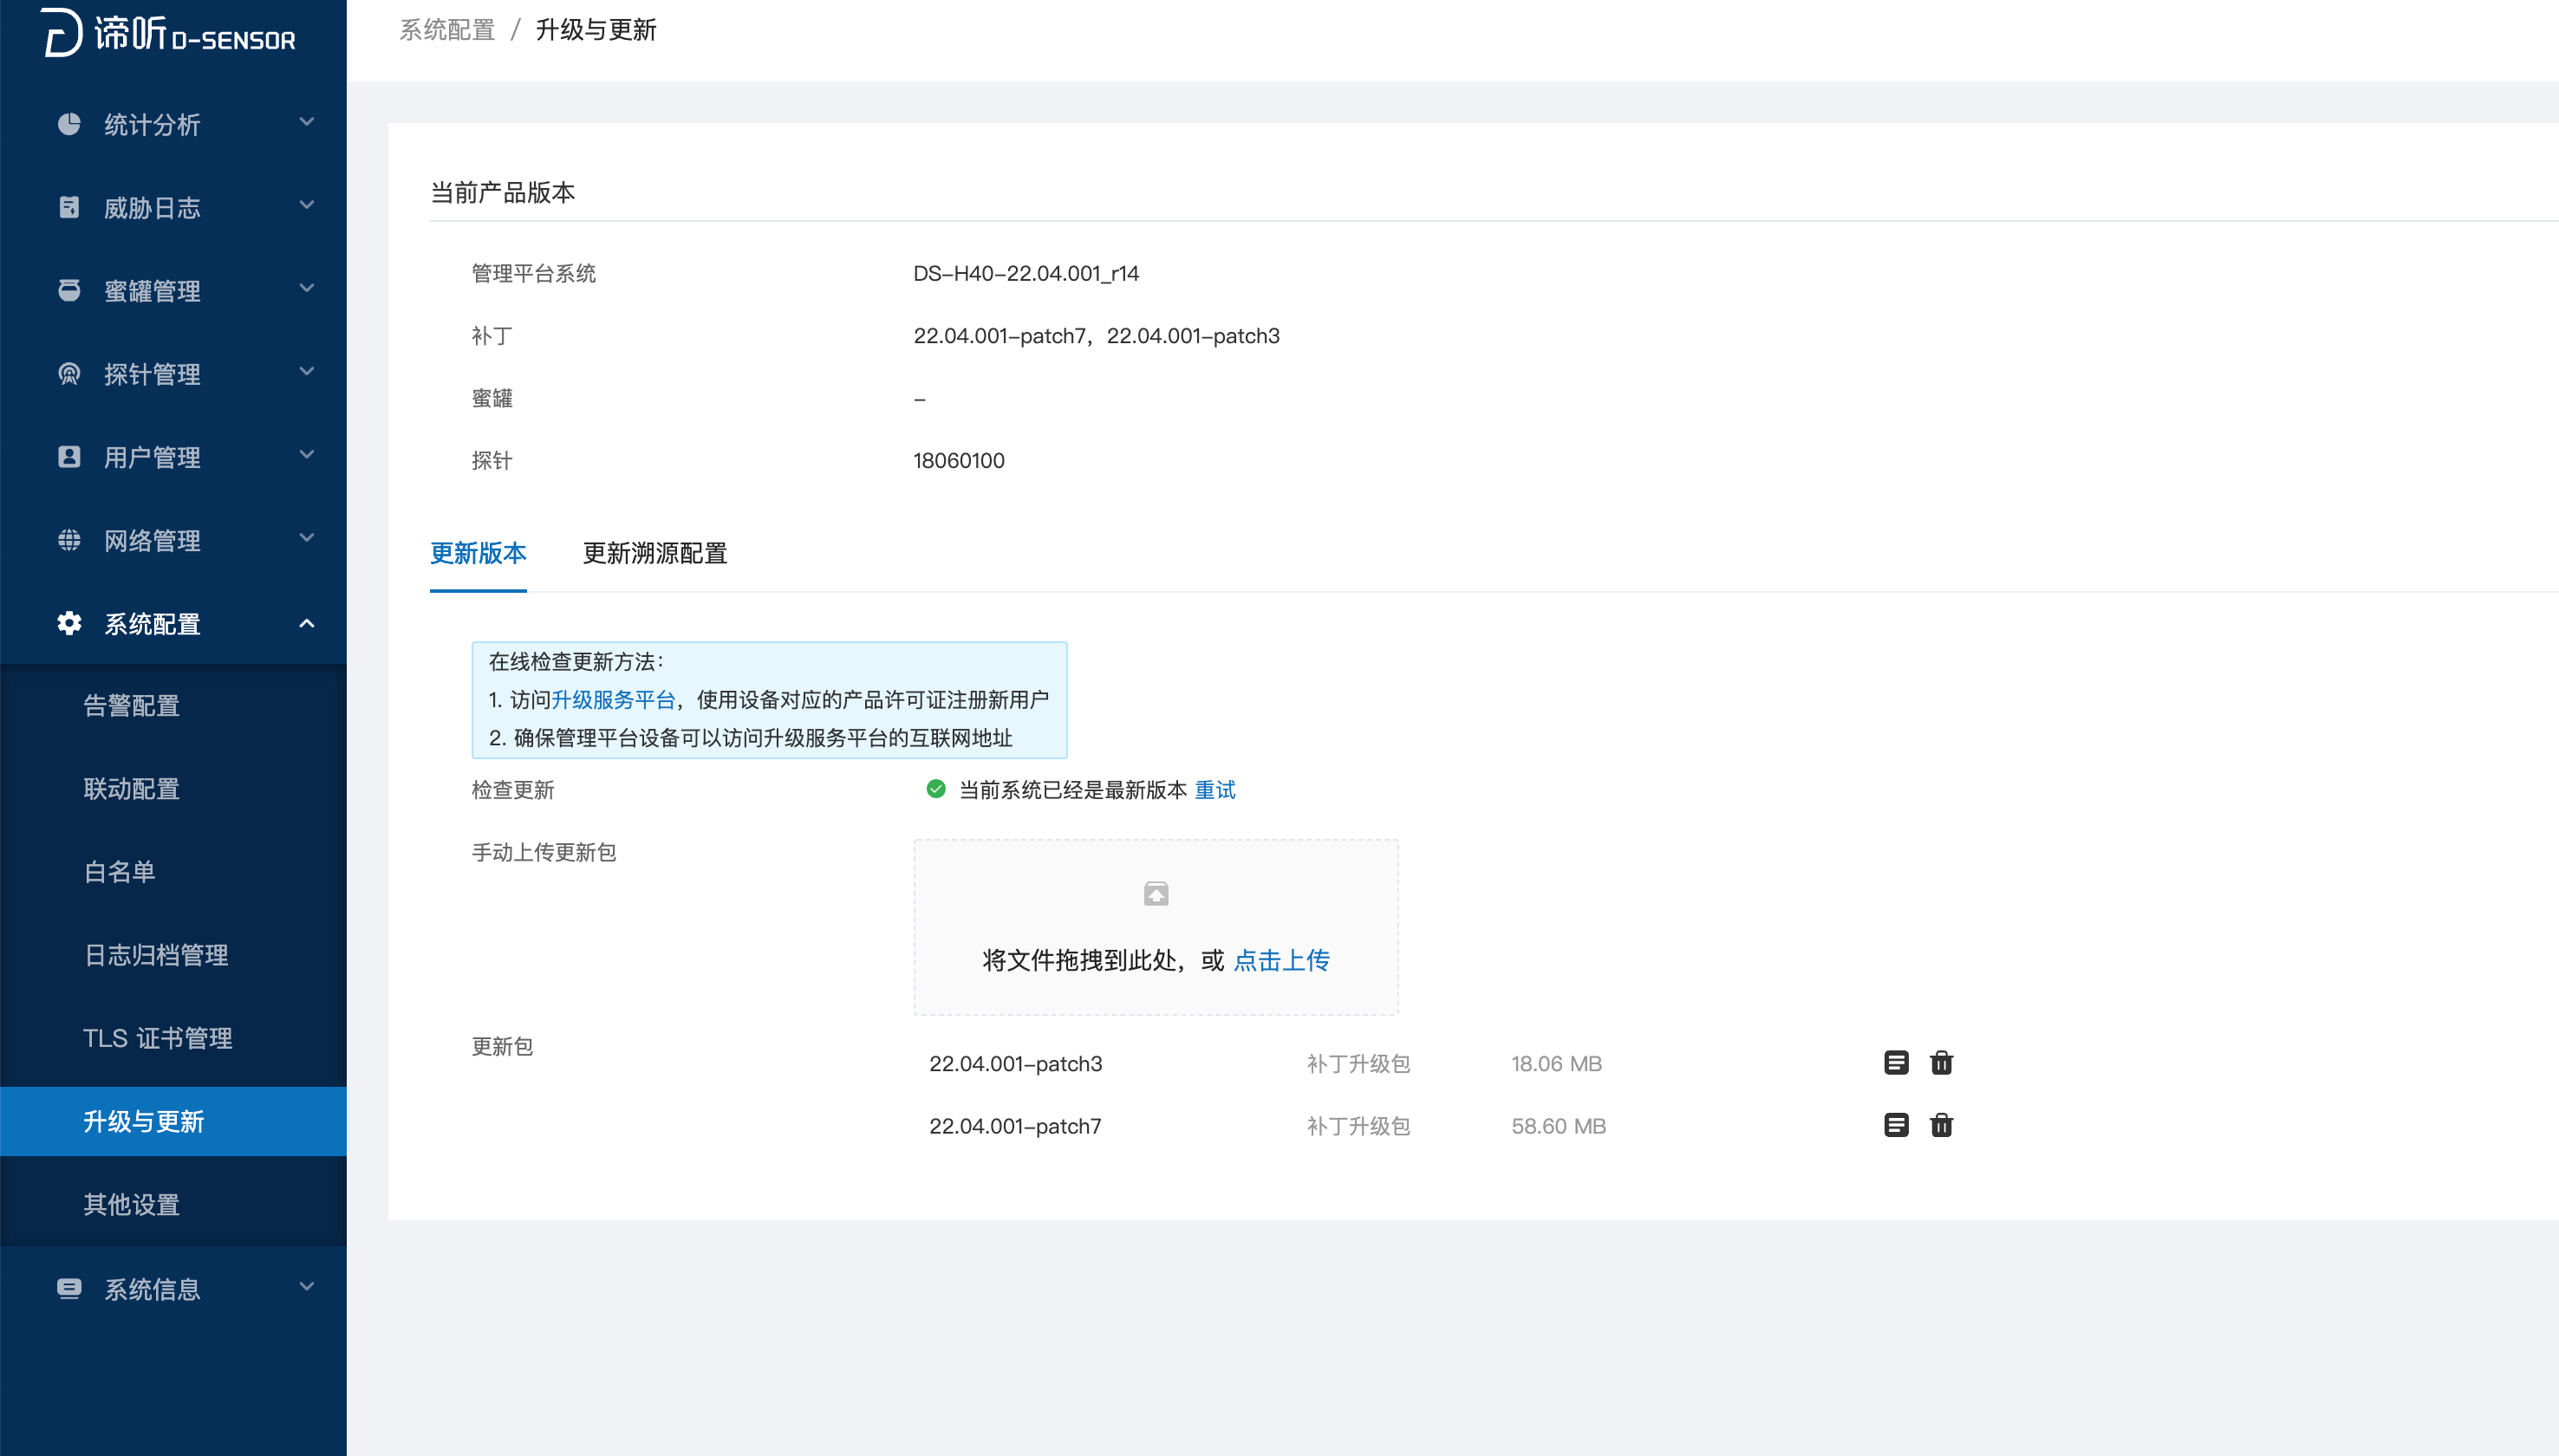 谛听 D-SENSOR
统计分析
威胁日志
蜜罐管理
探针管理
用户管理
网络管理
系统配置
告警配置
联动配置
白名单
日志归档管理
TLS 证书管理
升级与更新
其他设置
系统信息
系统配置 / 升级与更新
当前产品版本
管理平台系统 DS-H40-22.04.001_r14
补丁 22.04.001-patch7，22.04.001-patch3
蜜罐 -
探针 18060100
更新版本 更新溯源配置
在线检查更新方法：
1. 访问升级服务平台，使用设备对应的产品许可证注册新用户
2. 确保管理平台设备可以访问升级服务平台的互联网地址
检查更新 当前系统已经是最新版本 重试
手动上传更新包
将文件拖拽到此处，或 点击上传
更新包
22.04.001-patch3 补丁升级包 18.06 MB
22.04.001-patch7 补丁升级包 58.60 MB